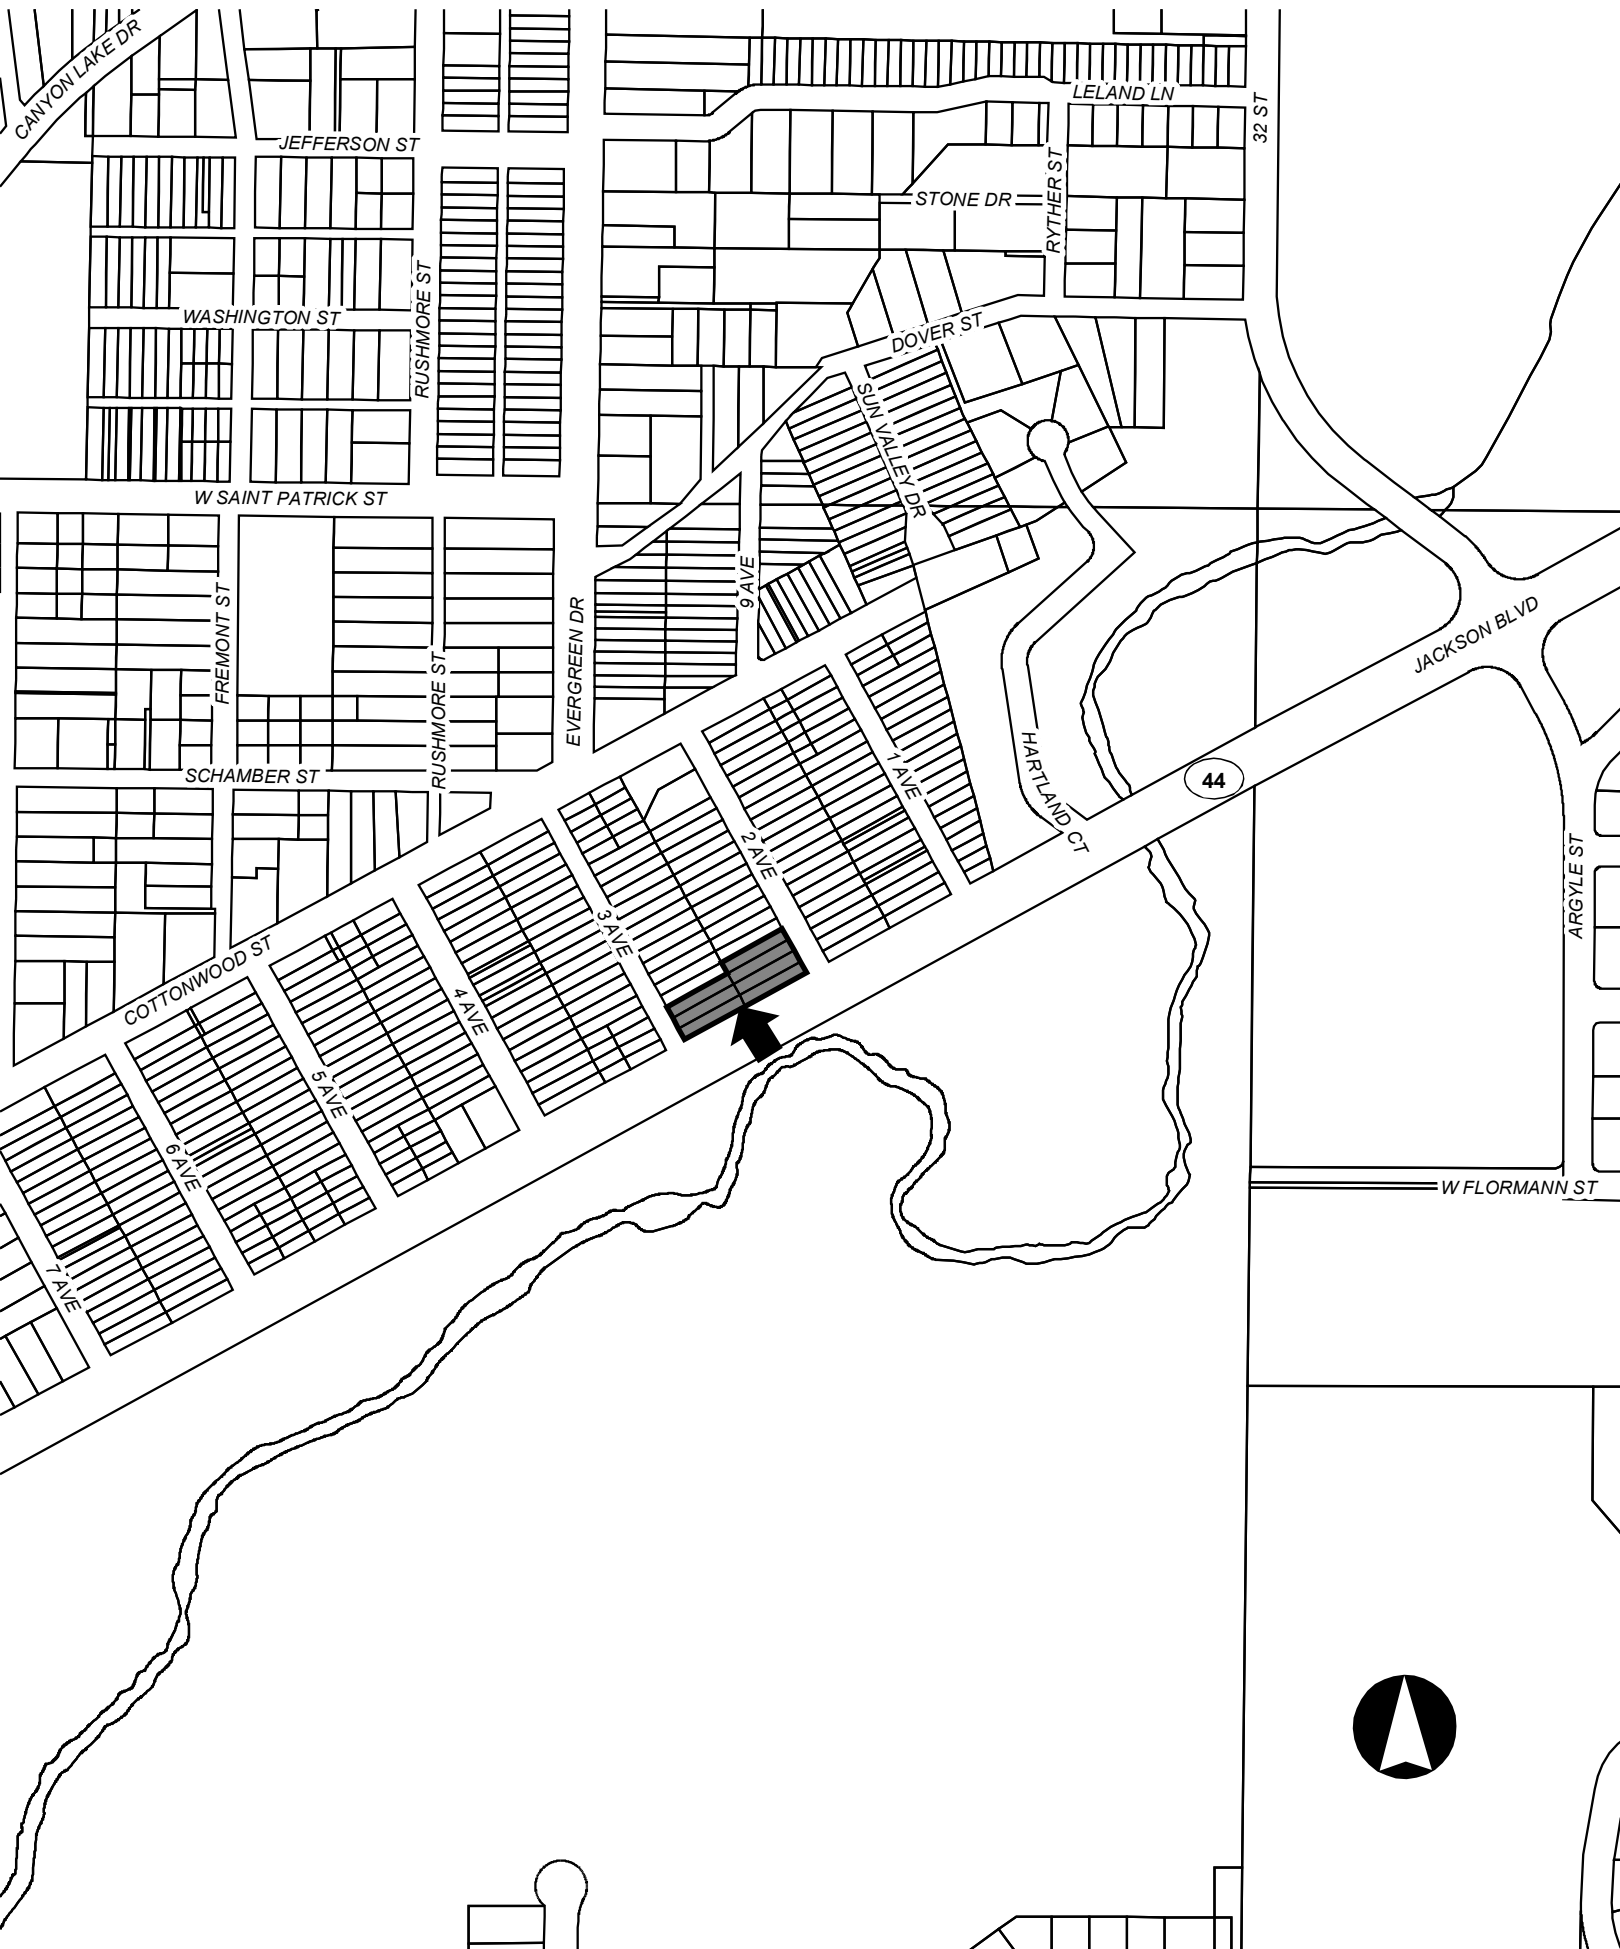 CANYON LAKE DR
LELAND LN
32 ST
JEFFERSON ST
RYTHER ST
STONE DR
RUSHMORE ST
WASHINGTON ST
DOVER ST
SUN VALLEY DR
W SAINT PATRICK ST
9 AVE
FREMONT ST
EVERGREEN DR
JACKSON BLVD
RUSHMORE ST
SCHAMBER ST
HARTLAND CT
1 AVE
44
2 AVE
ARGYLE ST
3 AVE
COTTONWOOD ST
4 AVE
5 AVE
6 AVE
W FLORMANN ST
7 AVE